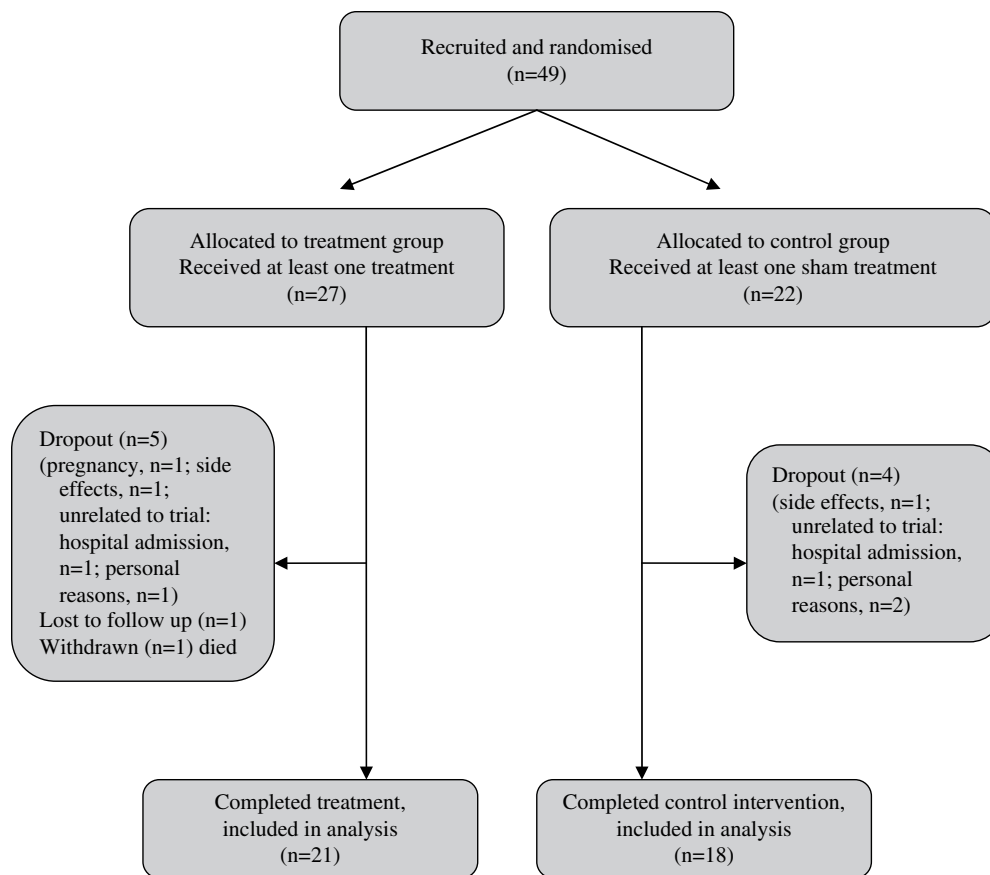 Recruited and randomised
(n=49)
Allocated to treatment group
Received at least one treatment
(n=27)
Allocated to control group
Received at least one sham treatment
(n=22)
Dropout (n=5)
(pregnancy, n=1; side
effects, n=1;
unrelated to trial:
hospital admission,
n=1; personal
reasons, n=1)
Lost to follow up (n=1)
Withdrawn (n=1) died
Dropout (n=4)
(side effects, n=1;
unrelated to trial:
hospital admission,
n=1; personal
reasons, n=2)
Completed treatment,
included in analysis
(n=21)
Completed control intervention,
included in analysis
(n=18)